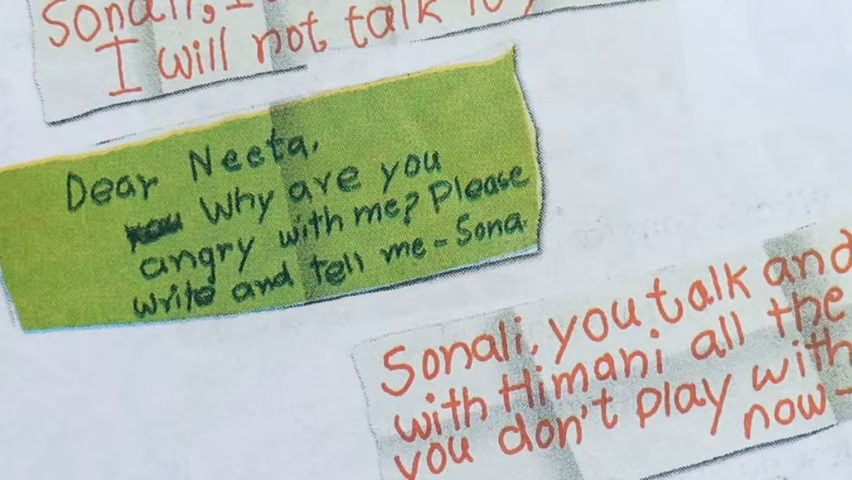 Sonali, I
I will not talk to y
Dear Neeta,
Why are you
angry with me? Please
write and tell me - Sona
Sonali, you talk and
with Himani all the
you don't play with
now -